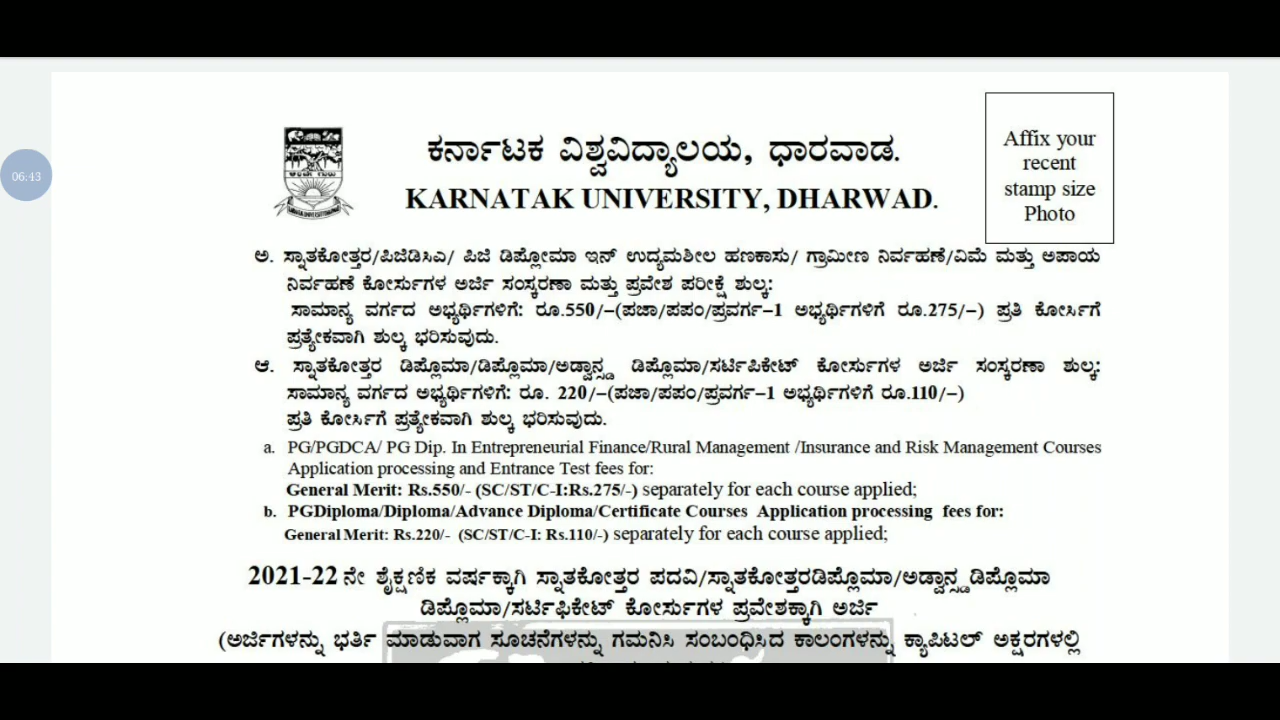 06:43
ಕರ್ನಾಟಕ ವಿಶ್ವವಿದ್ಯಾಲಯ, ಧಾರವಾಡ.
KARNATAK UNIVERSITY, DHARWAD.
Affix your
recent
stamp size
Photo
ಅ. ಸ್ನಾತಕೋತ್ತರ/ಪಿಜಿಡಿಸಿಎ/ ಪಿಜಿ ಡಿಪ್ಲೋಮಾ ಇನ್ ಉದ್ಯಮಶೀಲ ಹಣಕಾಸು/ ಗ್ರಾಮೀಣ ನಿರ್ವಹಣೆ/ವಿಮೆ ಮತ್ತು ಅಪಾಯ
ನಿರ್ವಹಣೆ ಕೋರ್ಸುಗಳ ಅರ್ಜಿ ಸಂಸ್ಕರಣಾ ಮತ್ತು ಪ್ರವೇಶ ಪರೀಕ್ಷೆ ಶುಲ್ಕ:
ಸಾಮಾನ್ಯ ವರ್ಗದ ಅಭ್ಯರ್ಥಿಗಳಿಗೆ: ರೂ.550/–(ಪಜಾ/ಪಪಂ/ಪ್ರವರ್ಗ–1 ಅಭ್ಯರ್ಥಿಗಳಿಗೆ ರೂ.275/–) ಪ್ರತಿ ಕೋರ್ಸಿಗೆ
ಪ್ರತ್ಯೇಕವಾಗಿ ಶುಲ್ಕ ಭರಿಸುವುದು.
ಆ. ಸ್ನಾತಕೋತ್ತರ ಡಿಪ್ಲೊಮಾ/ಡಿಪ್ಲೊಮಾ/ಅಡ್ವಾನ್ಸ್ಡ ಡಿಪ್ಲೊಮಾ/ಸರ್ಟಿಪಿಕೇಟ್ ಕೋರ್ಸುಗಳ ಅರ್ಜಿ ಸಂಸ್ಕರಣಾ ಶುಲ್ಕ:
ಸಾಮಾನ್ಯ ವರ್ಗದ ಅಭ್ಯರ್ಥಿಗಳಿಗೆ: ರೂ. 220/–(ಪಜಾ/ಪಪಂ/ಪ್ರವರ್ಗ–1 ಅಭ್ಯರ್ಥಿಗಳಿಗೆ ರೂ.110/–)
ಪ್ರತಿ ಕೋರ್ಸಿಗೆ ಪ್ರತ್ಯೇಕವಾಗಿ ಶುಲ್ಕ ಭರಿಸುವುದು.
a. PG/PGDCA/ PG Dip. In Entrepreneurial Finance/Rural Management /Insurance and Risk Management Courses
Application processing and Entrance Test fees for:
General Merit: Rs.550/- (SC/ST/C-I:Rs.275/-) separately for each course applied;
b. PGDiploma/Diploma/Advance Diploma/Certificate Courses Application processing fees for:
General Merit: Rs.220/- (SC/ST/C-I: Rs.110/-) separately for each course applied;
2021-22 ನೇ ಶೈಕ್ಷಣಿಕ ವರ್ಷಕ್ಕಾಗಿ ಸ್ನಾತಕೋತ್ತರ ಪದವಿ/ಸ್ನಾತಕೋತ್ತರಡಿಪ್ಲೊಮಾ/ಅಡ್ವಾನ್ಸ್ಡಡಿಪ್ಲೊಮಾ
ಡಿಪ್ಲೊಮಾ/ಸರ್ಟಿಫಿಕೇಟ್ ಕೋರ್ಸುಗಳ ಪ್ರವೇಶಕ್ಕಾಗಿ ಅರ್ಜಿ
(ಅರ್ಜಿಗಳನ್ನು ಭರ್ತಿ ಮಾಡುವಾಗ ಸೂಚನೆಗಳನ್ನು ಗಮನಿಸಿ ಸಂಬಂಧಿಸಿದ ಕಾಲಂಗಳನ್ನು ಕ್ಯಾಪಿಟಲ್ ಅಕ್ಷರಗಳಲ್ಲಿ